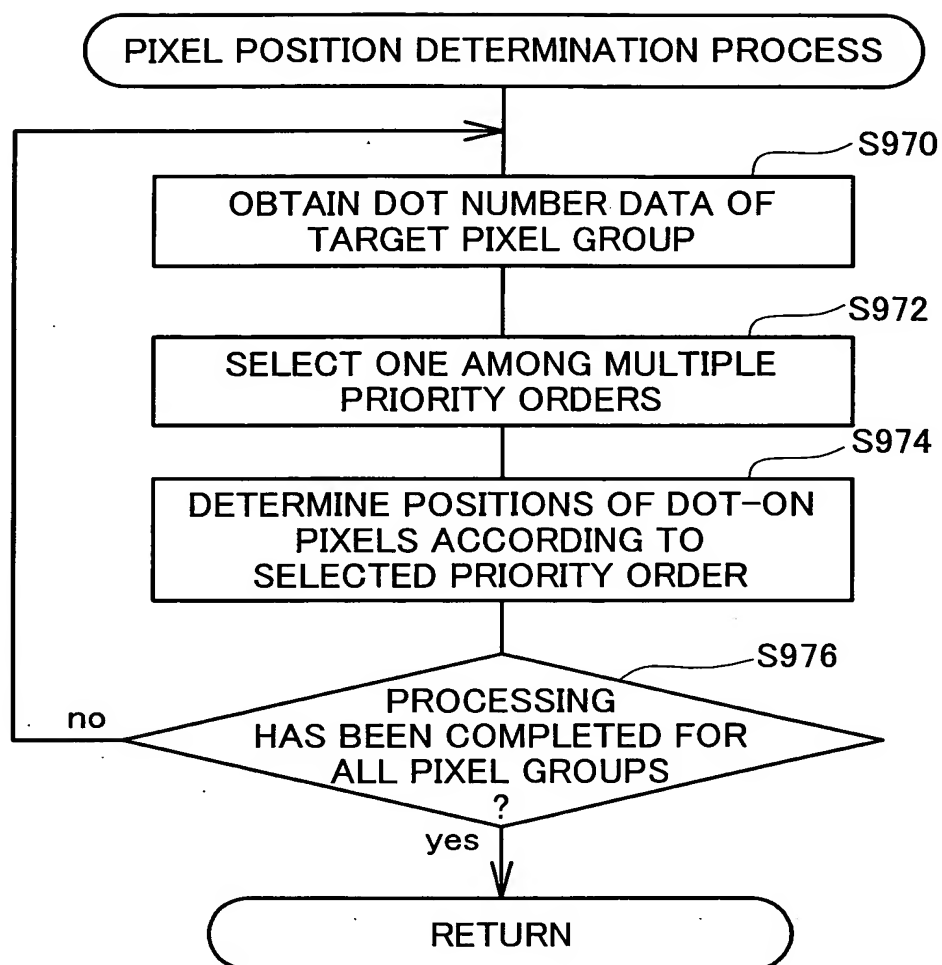 PIXEL POSITION DETERMINATION PROCESS
S970
OBTAIN DOT NUMBER DATA OF
TARGET PIXEL GROUP
S972
SELECT ONE AMONG MULTIPLE
PRIORITY ORDERS
S974
DETERMINE POSITIONS OF DOT-ON
PIXELS ACCORDING TO
SELECTED PRIORITY ORDER
S976
PROCESSING
HAS BEEN COMPLETED FOR
ALL PIXEL GROUPS
?
no
yes
RETURN